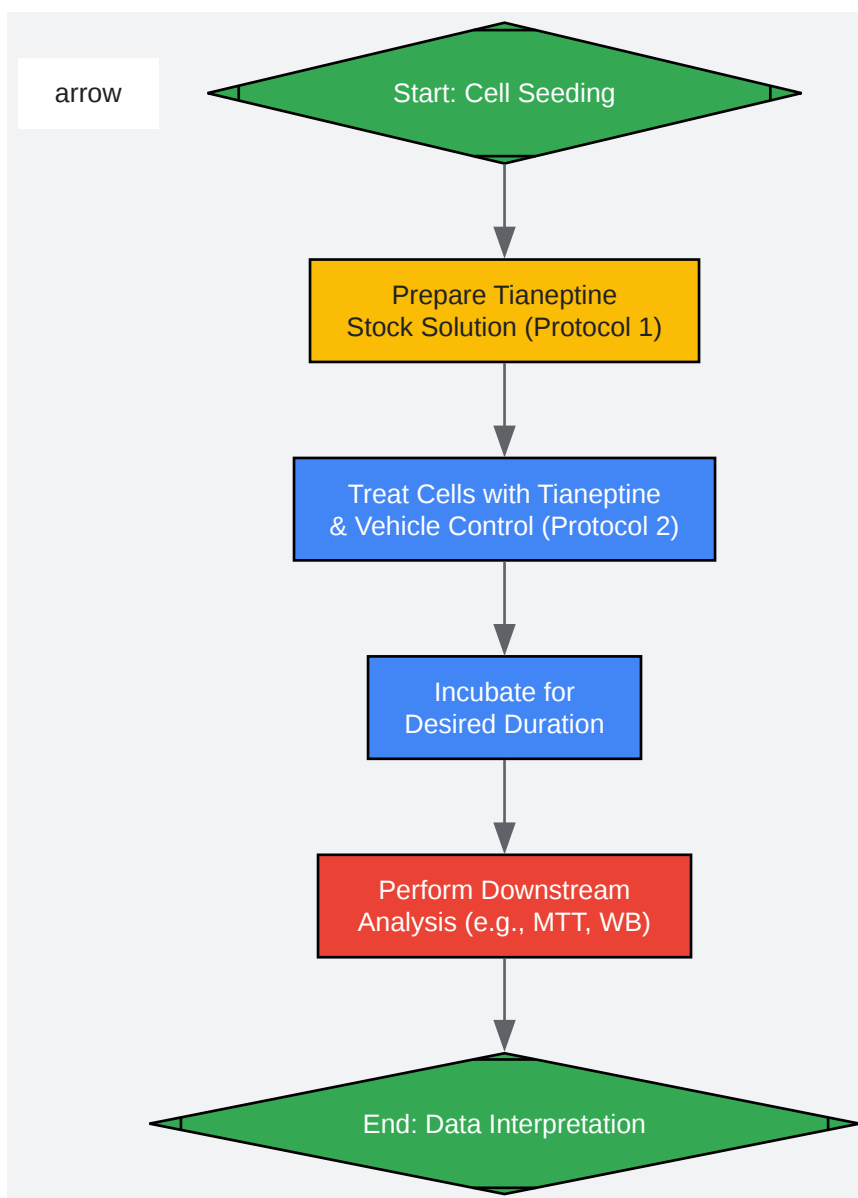 arrow
Start: Cell Seeding
Prepare Tianeptine
Stock Solution (Protocol 1)
Treat Cells with Tianeptine
& Vehicle Control (Protocol 2)
Incubate for
Desired Duration
Perform Downstream
Analysis (e.g., MTT, WB)
End: Data Interpretation